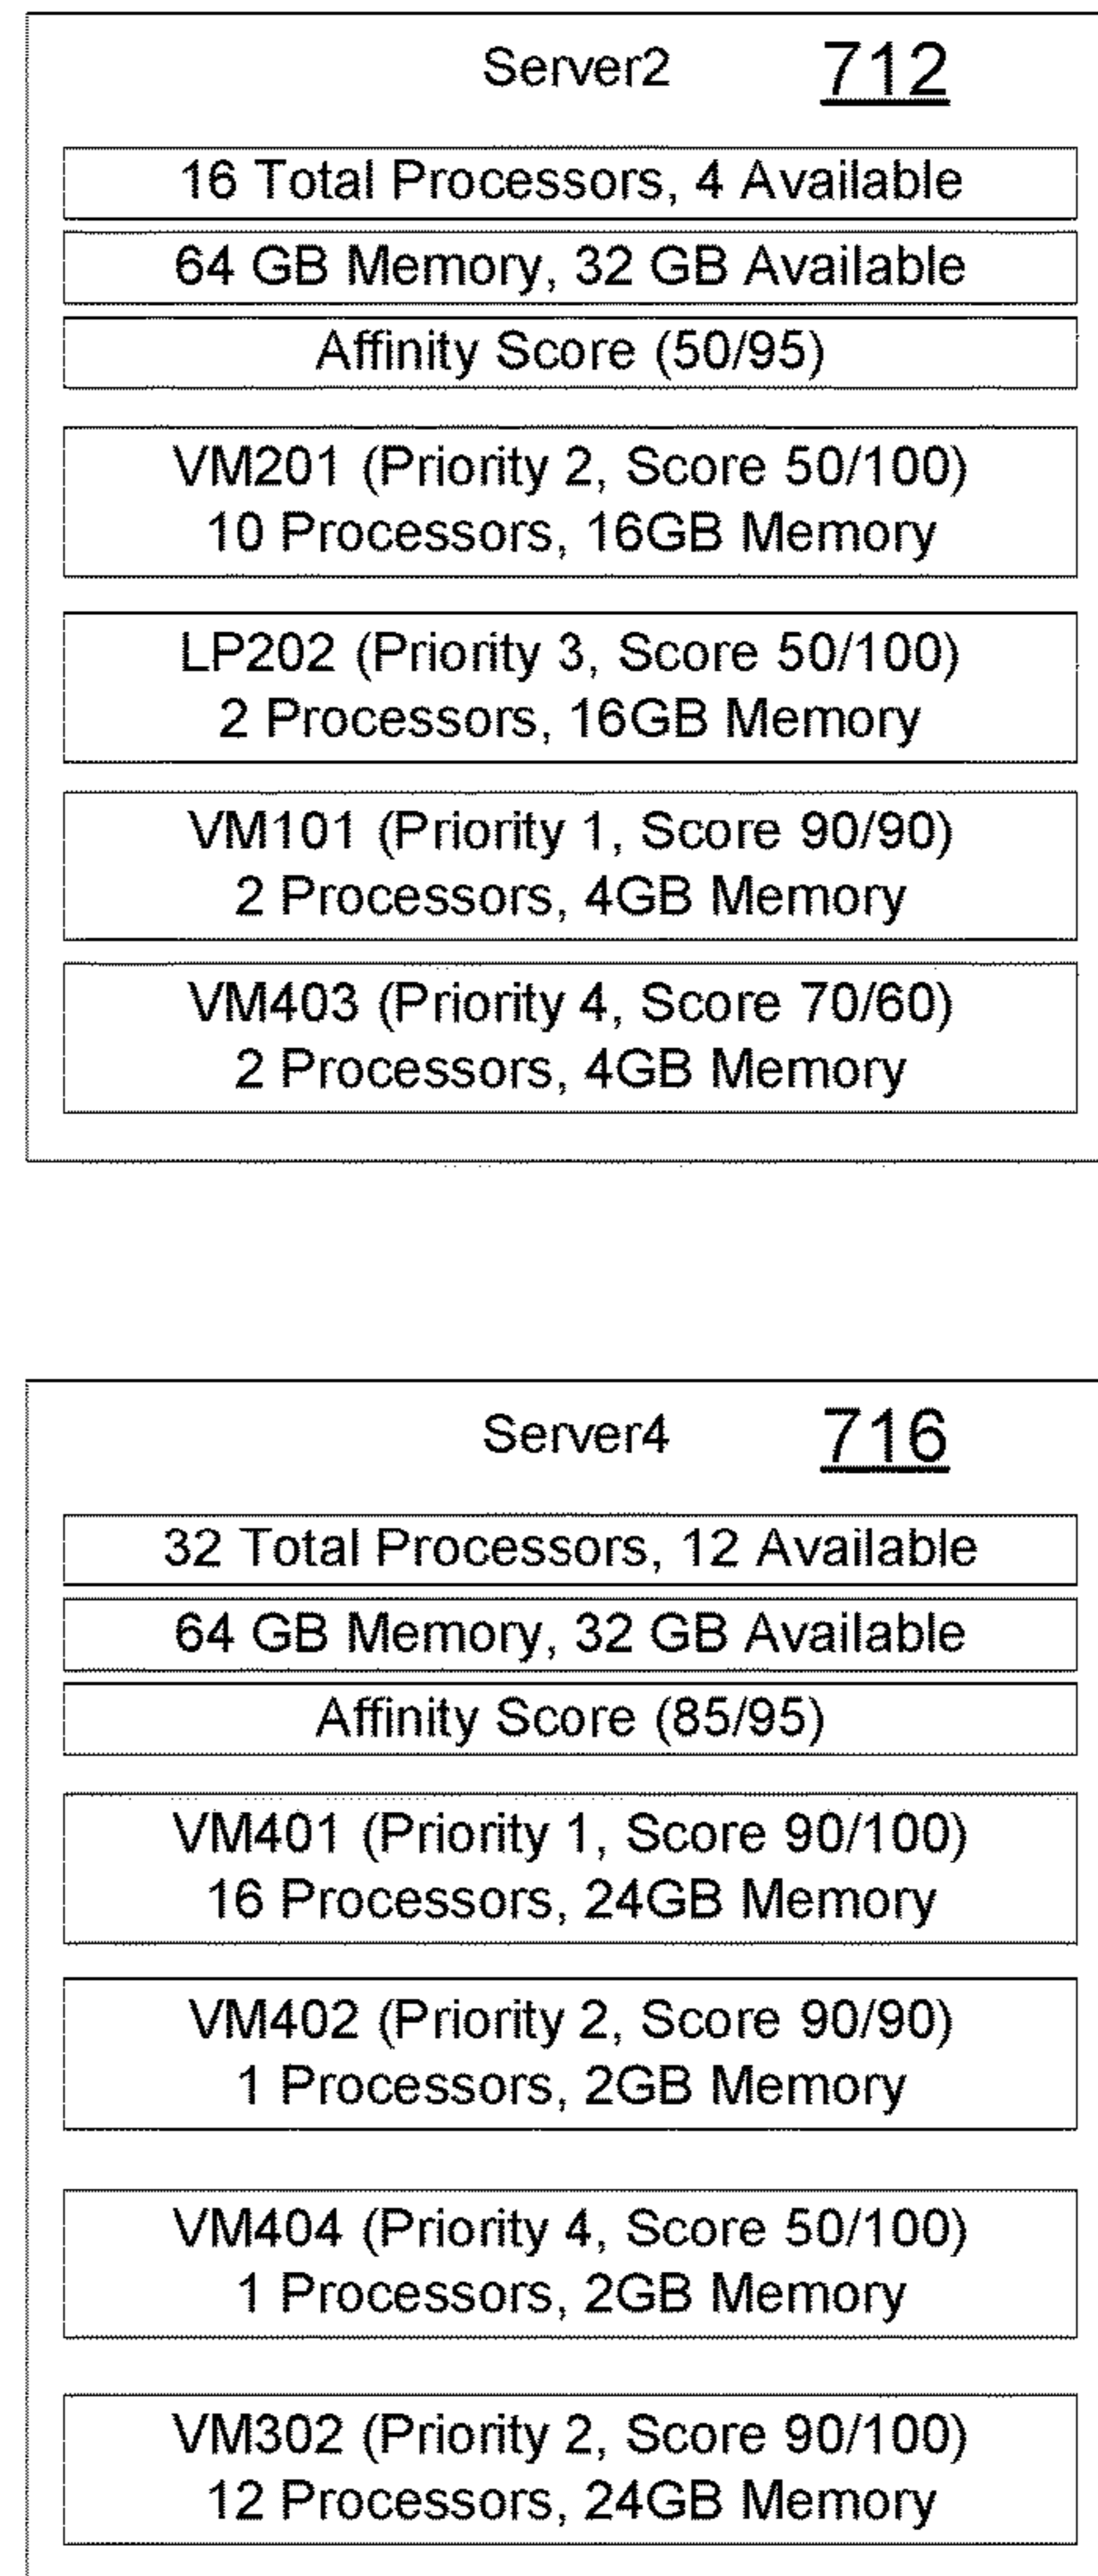 Server2 712
16 Total Processors, 4 Available
64 GB Memory, 32 GB Available
Affinity Score (50/95)
VM201 (Priority 2, Score 50/100)
10 Processors, 16GB Memory
LP202 (Priority 3, Score 50/100)
2 Processors, 16GB Memory
VM101 (Priority 1, Score 90/90)
2 Processors, 4GB Memory
VM403 (Priority 4, Score 70/60)
2 Processors, 4GB Memory
Server4 716
32 Total Processors, 12 Available
64 GB Memory, 32 GB Available
Affinity Score (85/95)
VM401 (Priority 1, Score 90/100)
16 Processors, 24GB Memory
VM402 (Priority 2, Score 90/90)
1 Processors, 2GB Memory
VM404 (Priority 4, Score 50/100)
1 Processors, 2GB Memory
VM302 (Priority 2, Score 90/100)
12 Processors, 24GB Memory